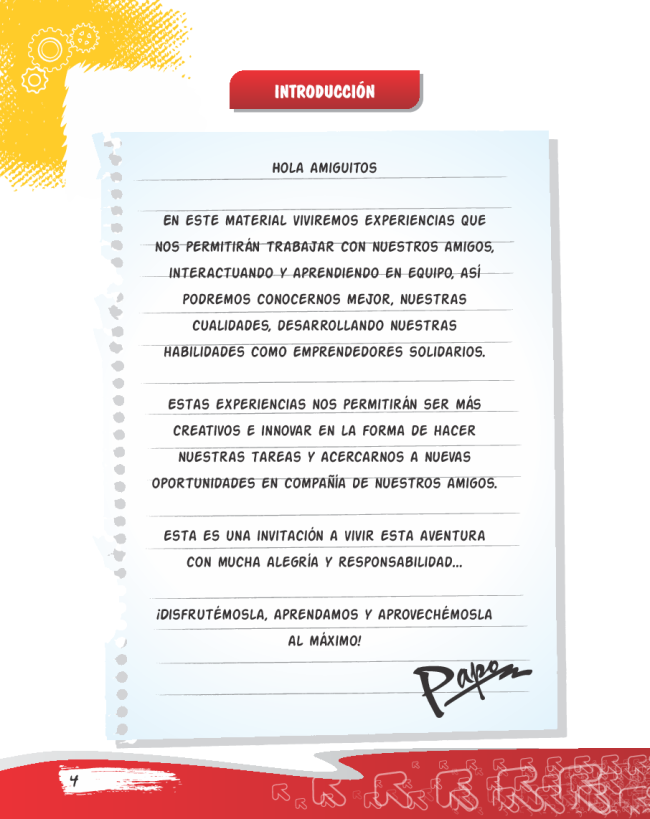 INTRODUCCIÓN
HOLA AMIGUITOS
EN ESTE MATERIAL VIVIREMOS EXPERIENCIAS QUE
NOS PERMITIRÁN TRABAJAR CON NUESTROS AMIGOS,
INTERACTUANDO Y APRENDIENDO EN EQUIPO, ASÍ
PODREMOS CONOCERNOS MEJOR, NUESTRAS
CUALIDADES, DESARROLLANDO NUESTRAS
HABILIDADES COMO EMPRENDEDORES SOLIDARIOS.
ESTAS EXPERIENCIAS NOS PERMITIRÁN SER MÁS
CREATIVOS E INNOVAR EN LA FORMA DE HACER
NUESTRAS TAREAS Y ACERCARNOS A NUEVAS
OPORTUNIDADES EN COMPAÑÍA DE NUESTROS AMIGOS.
ESTA ES UNA INVITACIÓN A VIVIR ESTA AVENTURA
CON MUCHA ALEGRÍA Y RESPONSABILIDAD...
¡DISFRUTÉMOSLA, APRENDAMOS Y APROVECHÉMOSLA
AL MÁXIMO!
Papo
4